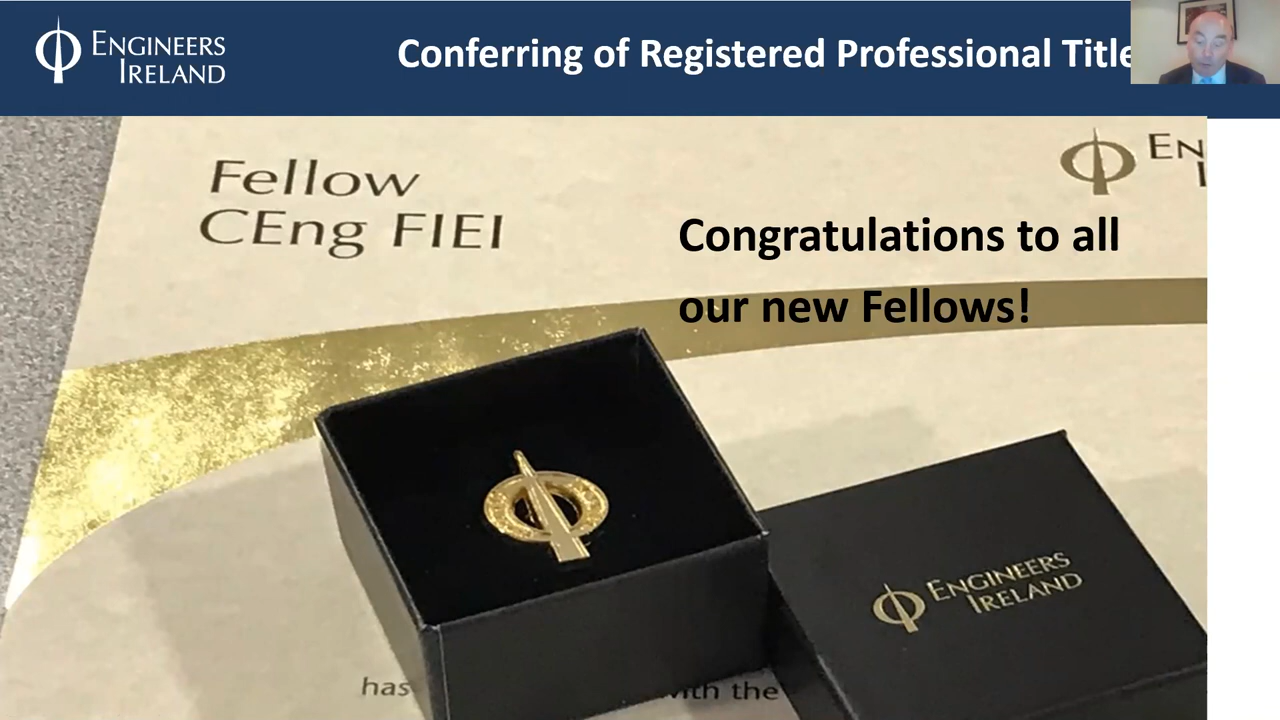 ENGINEERS
IRELAND
Conferring of Registered Professional Title
Fellow
CEng FIEI
EN
I
Congratulations to all
our new Fellows!
ENGINEERS
IRELAND
has
with the